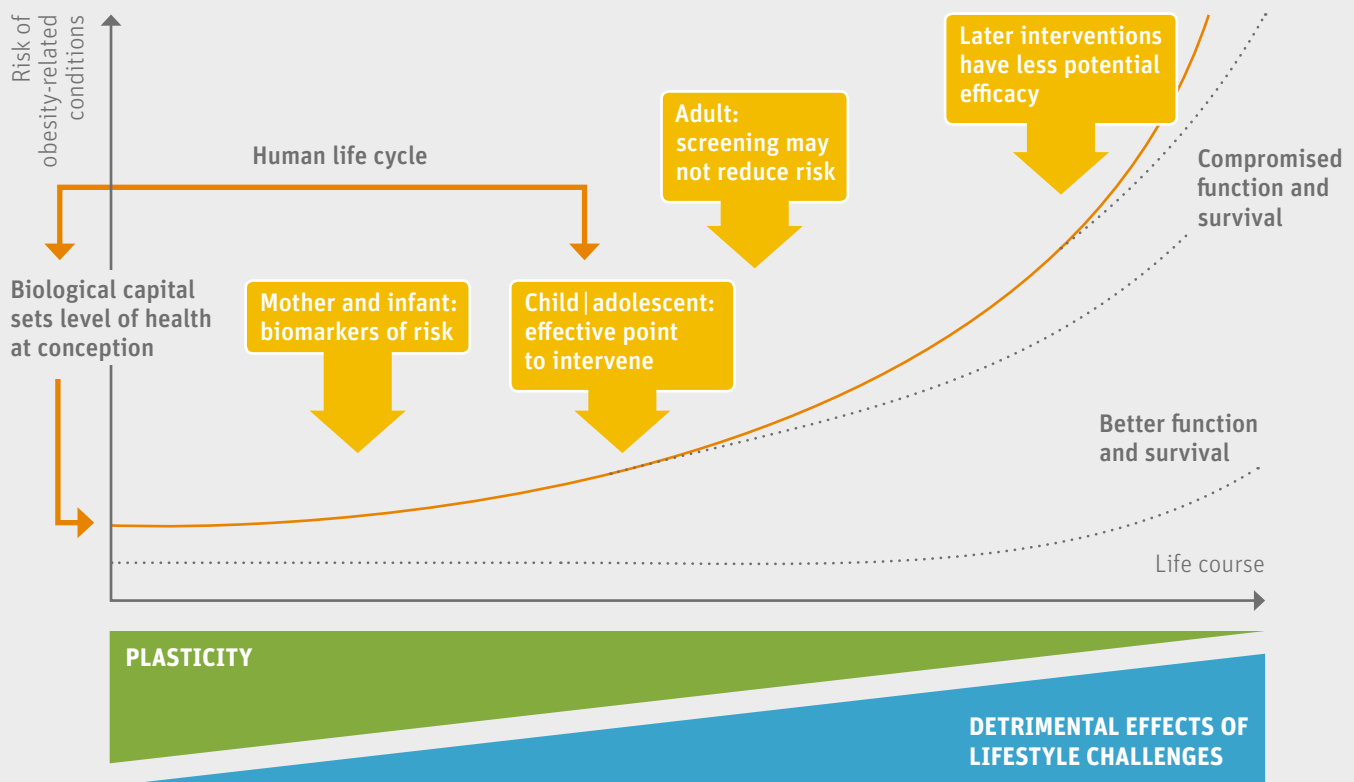 Risk of
obesity-related
conditions
Human life cycle
Biological capital
sets level of health
at conception
Mother and infant:
biomarkers of risk
Child|adolescent:
effective point
to intervene
Adult:
screening may
not reduce risk
Later interventions
have less potential
efficacy
Compromised
function and
survival
Better function
and survival
Life course
PLASTICITY
DETRIMENTAL EFFECTS OF
LIFESTYLE CHALLENGES